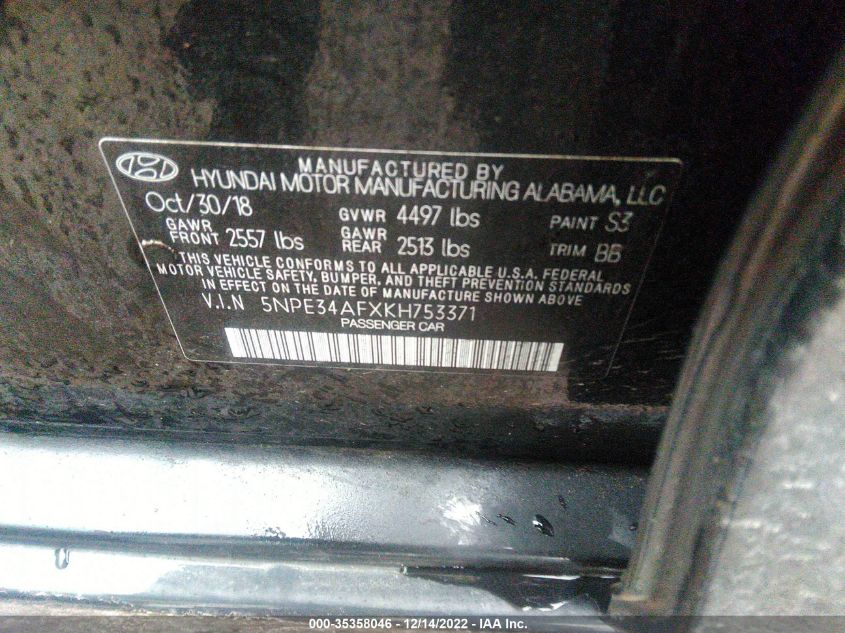 MANUFACTURED BY
HYUNDAI MOTOR MANUFACTURING ALABAMA, LLC
Oct/30/18 GVWR 4497 lbs PAINT S3
GAWR FRONT 2557 lbs GAWR REAR 2513 lbs TRIM BB
THIS VEHICLE CONFORMS TO ALL APPLICABLE U.S.A. FEDERAL
MOTOR VEHICLE SAFETY, BUMPER, AND THEFT PREVENTION STANDARDS
IN EFFECT ON THE DATE OF MANUFACTURE SHOWN ABOVE
V.I.N 5NPE34AFXKH753371
PASSENGER CAR
000-35358046 - 12/14/2022 - IAA Inc.